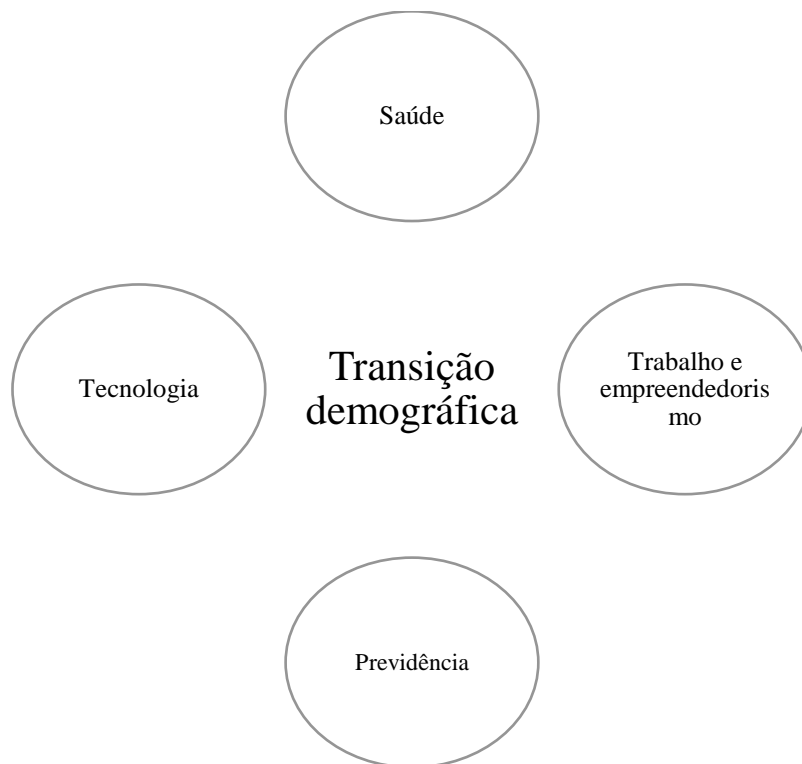 Saúde
Tecnologia
Transição
demográfica
Trabalho e
empreendedoris
mo
Previdência